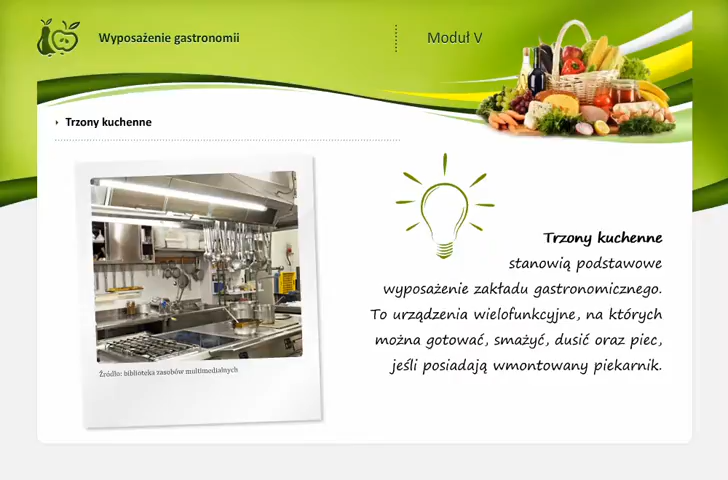 Wyposażenie gastronomii
Moduł V
Trzony kuchenne
Źródło: biblioteka zasobów multimedialnych
Trzony kuchenne
stanowią podstawowe
wyposażenie zakładu gastronomicznego.
To urządzenia wielofunkcyjne, na których
można gotować, smażyć, dusić oraz piec,
jeśli posiadają wmontowany piekarnik.